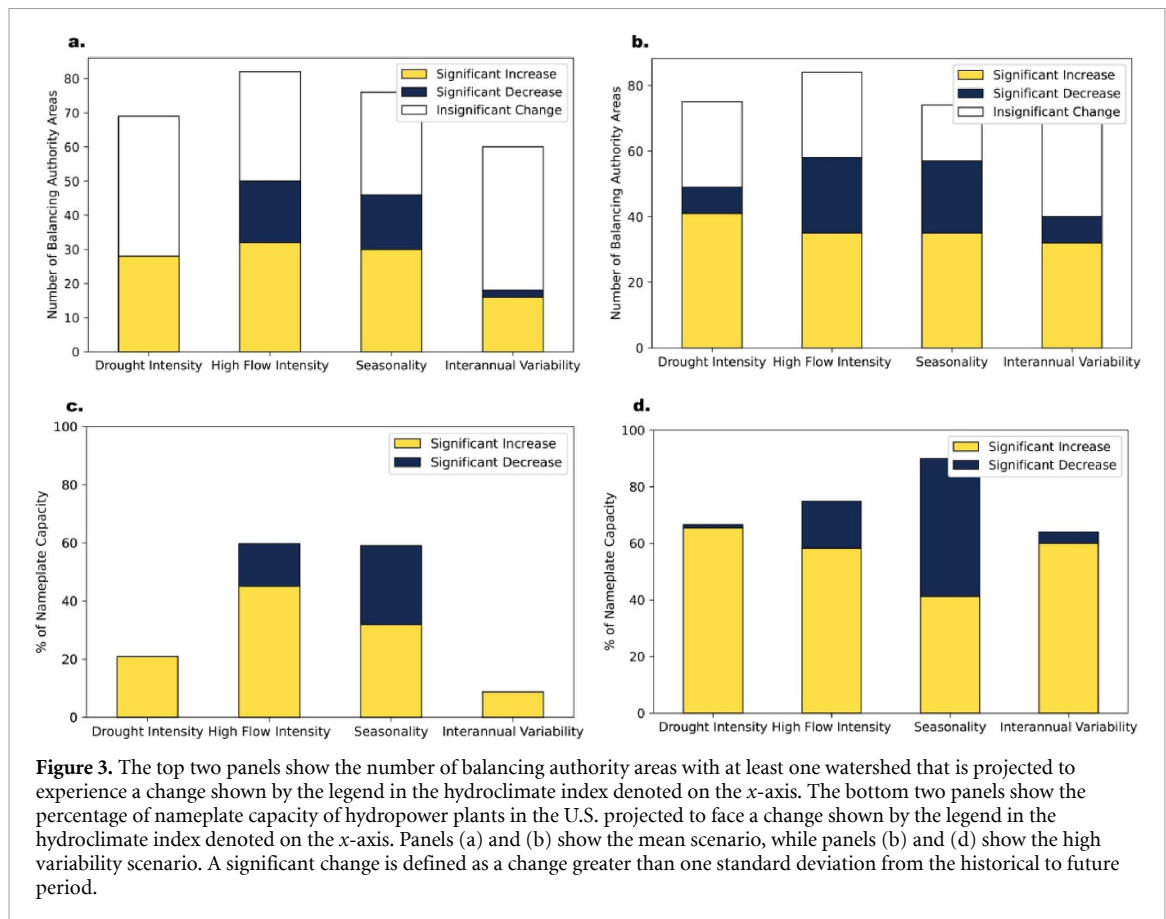 a.
Number of Balancing Authority Areas
80
70
60
50
40
30
20
10
0
Significant Increase
Significant Decrease
Insignificant Change
Drought Intensity High Flow Intensity Seasonality Interannual Variability
b.
Number of Balancing Authority Areas
80
60
40
20
0
Significant Increase
Significant Decrease
Insignificant Change
Drought Intensity High Flow Intensity Seasonality Interannual Variability
c.
% of Nameplate Capacity
100
80
60
40
20
0
Significant Increase
Significant Decrease
Drought Intensity High Flow Intensity Seasonality Interannual Variability
d.
% of Nameplate Capacity
100
80
60
40
20
0
Significant Increase
Significant Decrease
Drought Intensity High Flow Intensity Seasonality Interannual Variability
Figure 3. The top two panels show the number of balancing authority areas with at least one watershed that is projected to
experience a change shown by the legend in the hydroclimate index denoted on the x-axis. The bottom two panels show the
percentage of nameplate capacity of hydropower plants in the U.S. projected to face a change shown by the legend in the
hydroclimate index denoted on the x-axis. Panels (a) and (b) show the mean scenario, while panels (b) and (d) show the high
variability scenario. A significant change is defined as a change greater than one standard deviation from the historical to future
period.